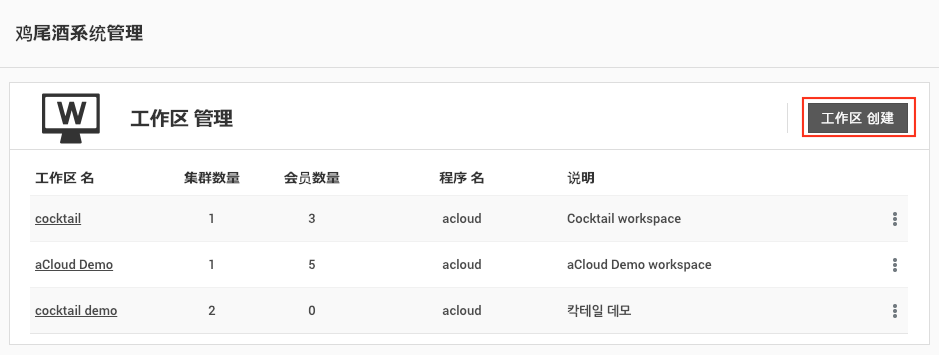 鸡尾酒系统管理
W
工作区 管理
工作区 创建
工作区 名 集群数量 会员数量 程序 名 说明
cocktail 1 3 acloud Cocktail workspace
aCloud Demo 1 5 acloud aCloud Demo workspace
cocktail demo 2 0 acloud 칵테일 데모